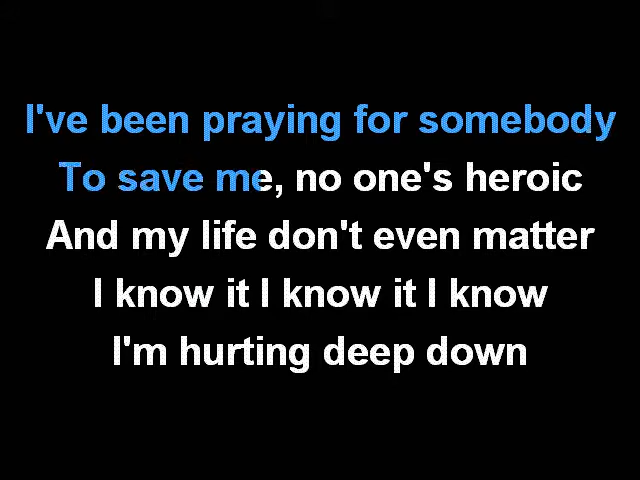 I've been praying for somebody
To save me, no one's heroic
And my life don't even matter
I know it I know it I know
I'm hurting deep down